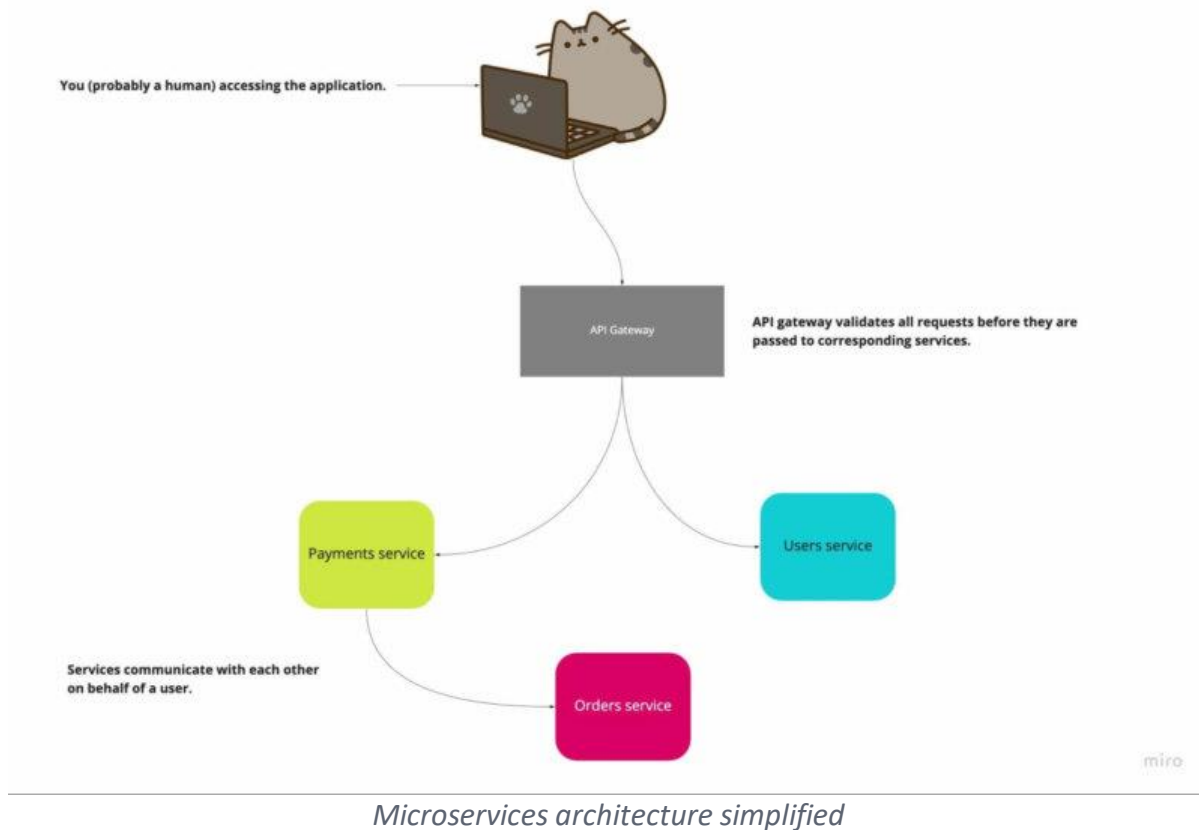 You (probably a human) accessing the application.
API Gateway
API gateway validates all requests before they are
passed to corresponding services.
Payments service
Users service
Services communicate with each other
on behalf of a user.
Orders service
miro
Microservices architecture simplified